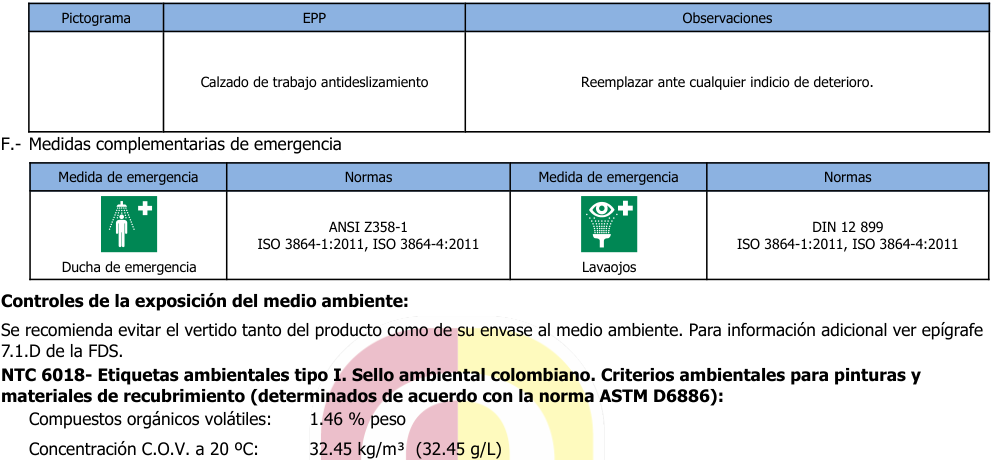 Pictograma EPP Observaciones
Calzado de trabajo antideslizamiento Reemplazar ante cualquier indicio de deterioro.
F.- Medidas complementarias de emergencia
Medida de emergencia Normas Medida de emergencia Normas
ANSI Z358-1
ISO 3864-1:2011, ISO 3864-4:2011
Ducha de emergencia
DIN 12 899
ISO 3864-1:2011, ISO 3864-4:2011
Lavaojos
Controles de la exposición del medio ambiente:
Se recomienda evitar el vertido tanto del producto como de su envase al medio ambiente. Para información adicional ver epígrafe
7.1.D de la FDS.
NTC 6018- Etiquetas ambientales tipo I. Sello ambiental colombiano. Criterios ambientales para pinturas y
materiales de recubrimiento (determinados de acuerdo con la norma ASTM D6886):
Compuestos orgánicos volátiles: 1.46 % peso
Concentración C.O.V. a 20 ºC: 32.45 kg/m³ (32.45 g/L)